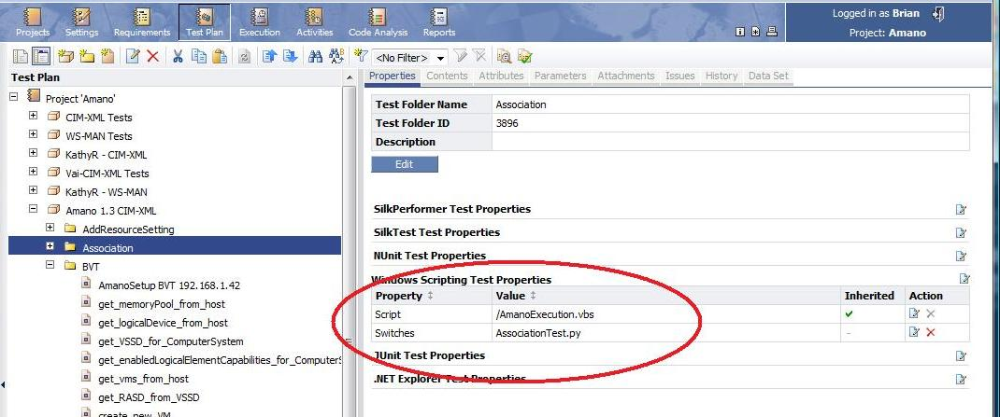 Logged in as Brian
Projects Settings Requirements Test Plan Execution Activities Code Analysis Reports
Project: Amano
<No Filter>
Test Plan
Properties Contents Attributes Parameters Attachments Issues History Data Set
Project 'Amano'
CIM-XML Tests
WS-MAN Tests
KathyR - CIM-XML
Vai-CIM-XML Tests
KathyR - WS-MAN
Amano 1.3 CIM-XML
AddResourceSetting
Association
BVT
AmanoSetup BVT 192.168.1.42
get_memoryPool_from_host
get_logicalDevice_from_host
get_VSSD_for_ComputerSystem
get_enabledLogicalElementCapabilities_for_ComputerS
get_vms_from_host
get_RASD_from_VSSD
create_new_VM
Test Folder Name Association
Test Folder ID 3896
Description
Edit
SilkPerformer Test Properties
SilkTest Test Properties
NUnit Test Properties
Windows Scripting Test Properties
Property Value Inherited Action
Script /AmanoExecution.vbs
Switches AssociationTest.py
JUnit Test Properties
.NET Explorer Test Properties